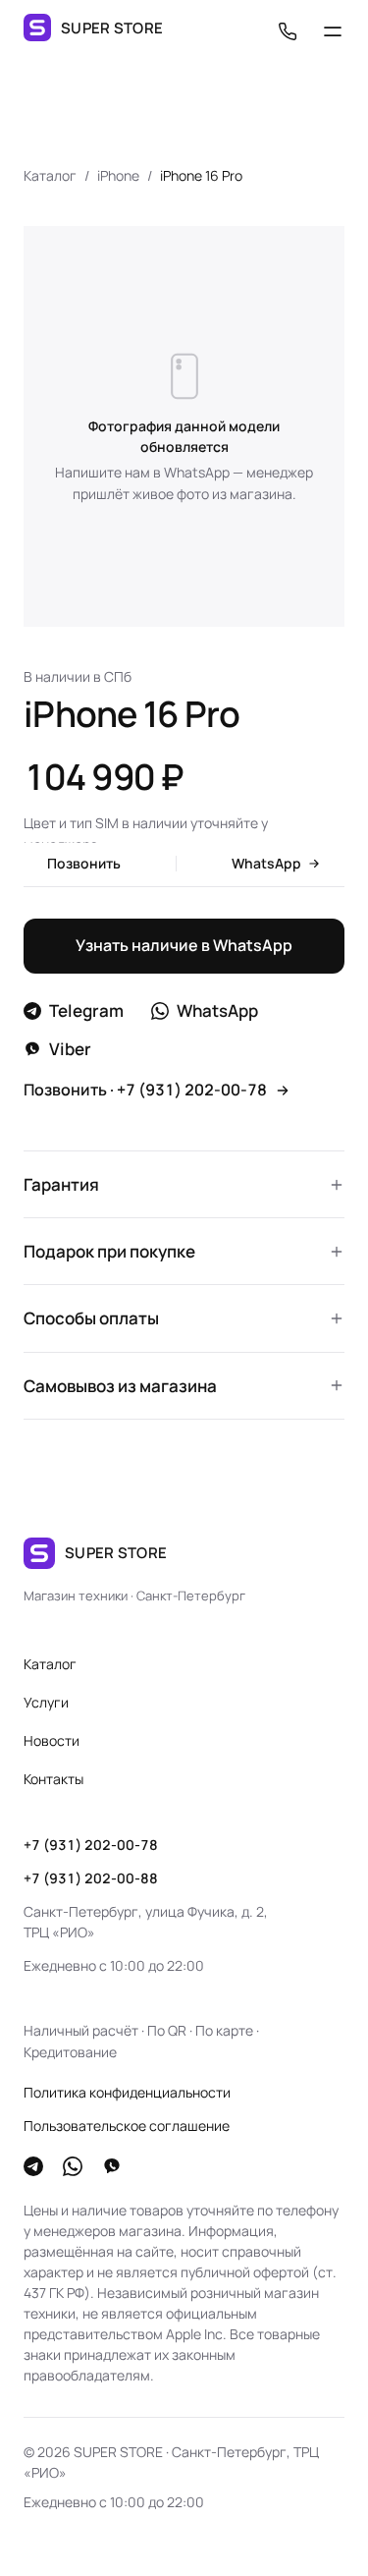 SUPER STORE
Каталог / iPhone / iPhone 16 Pro
Фотография данной модели
обновляется
Напишите нам в WhatsApp — менеджер
пришлёт живое фото из магазина.
В наличии в СПб
iPhone 16 Pro
104 990 ₽
Цвет и тип SIM в наличии уточняйте у
Позвонить
WhatsApp →
Узнать наличие в WhatsApp
Telegram
WhatsApp
Viber
Позвонить · +7 (931) 202-00-78 →
Гарантия +
Подарок при покупке +
Способы оплаты +
Самовывоз из магазина +
SUPER STORE
Магазин техники · Санкт-Петербург
Каталог
Услуги
Новости
Контакты
+7 (931) 202-00-78
+7 (931) 202-00-88
Санкт-Петербург, улица Фучика, д. 2,
ТРЦ «РИО»
Ежедневно с 10:00 до 22:00
Наличный расчёт · По QR · По карте ·
Кредитование
Политика конфиденциальности
Пользовательское соглашение
Цены и наличие товаров уточняйте по телефону
у менеджеров магазина. Информация,
размещённая на сайте, носит справочный
характер и не является публичной офертой (ст.
437 ГК РФ). Независимый розничный магазин
техники, не является официальным
представительством Apple Inc. Все товарные
знаки принадлежат их законным
правообладателям.
© 2026 SUPER STORE · Санкт-Петербург, ТРЦ
«РИО»
Ежедневно с 10:00 до 22:00